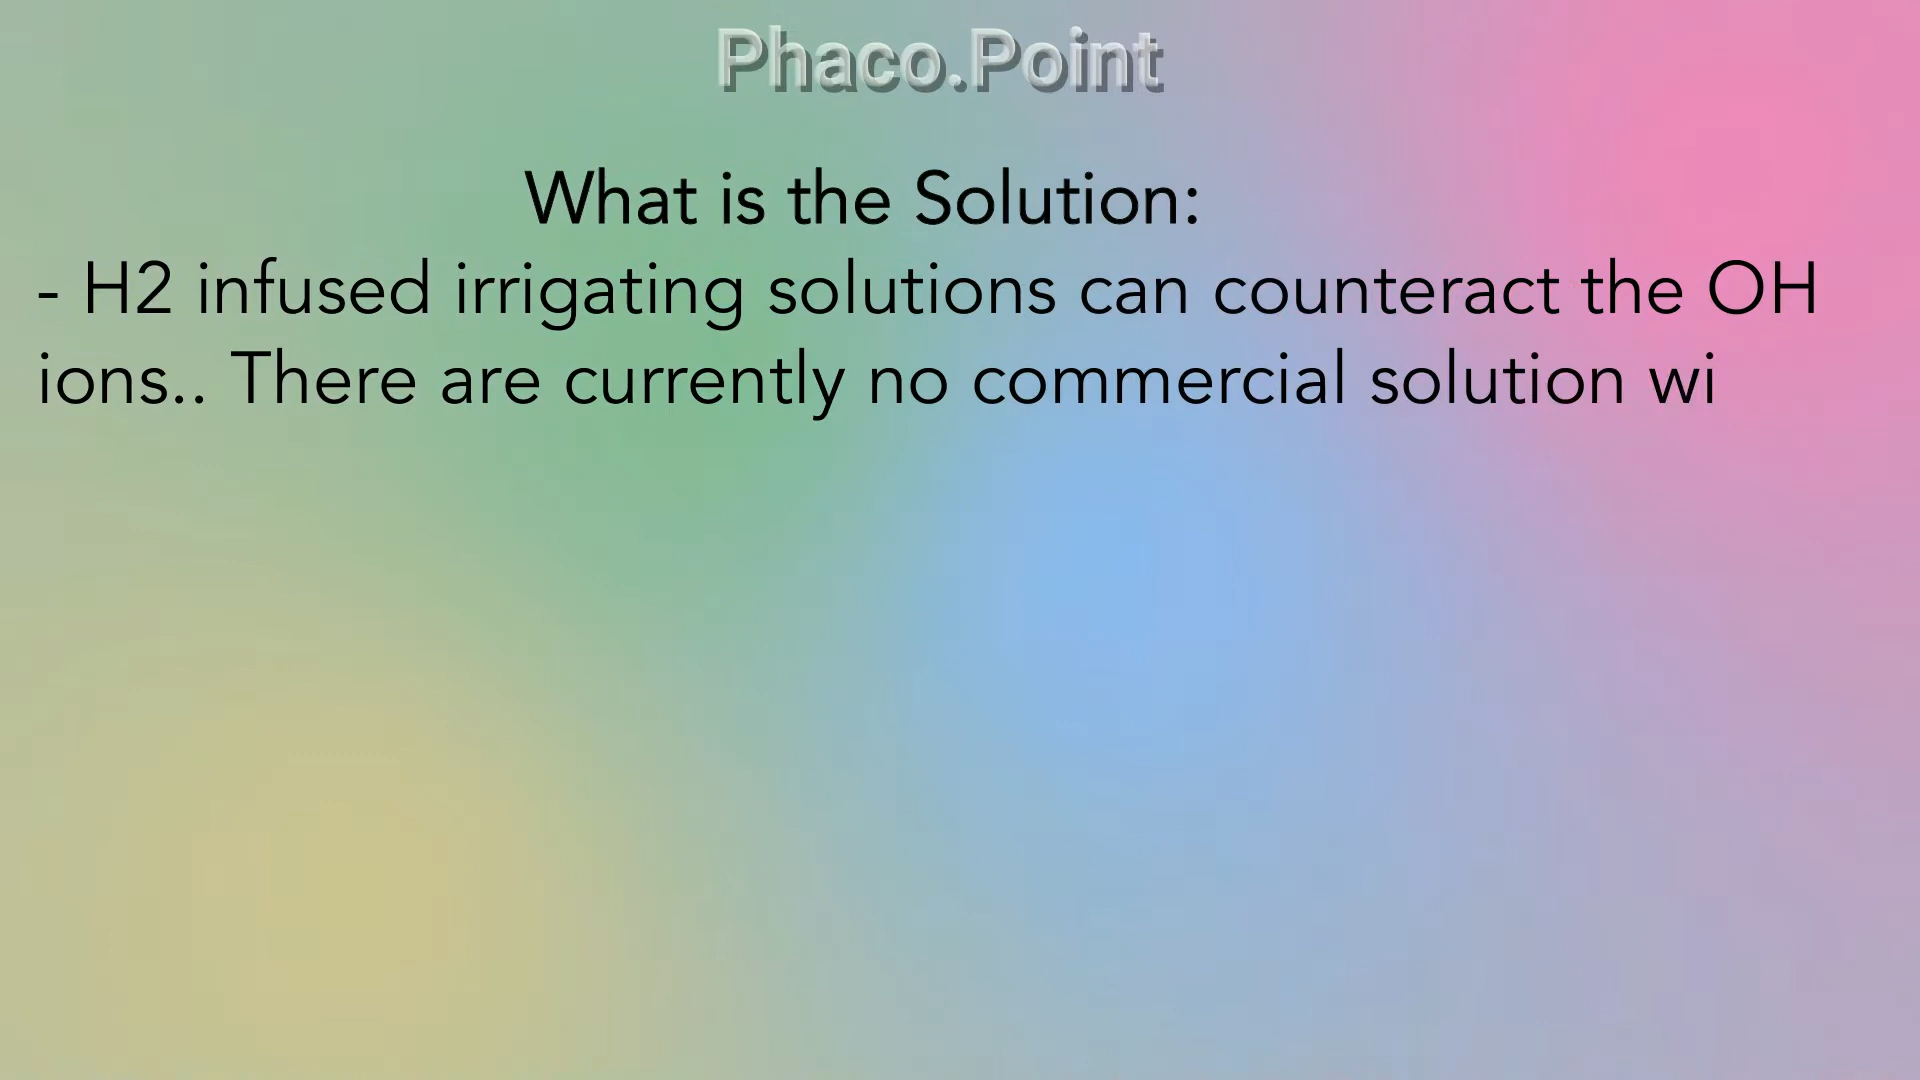 Phaco.Point
What is the Solution:
- H2 infused irrigating solutions can counteract the OH
ions.. There are currently no commercial solution wi